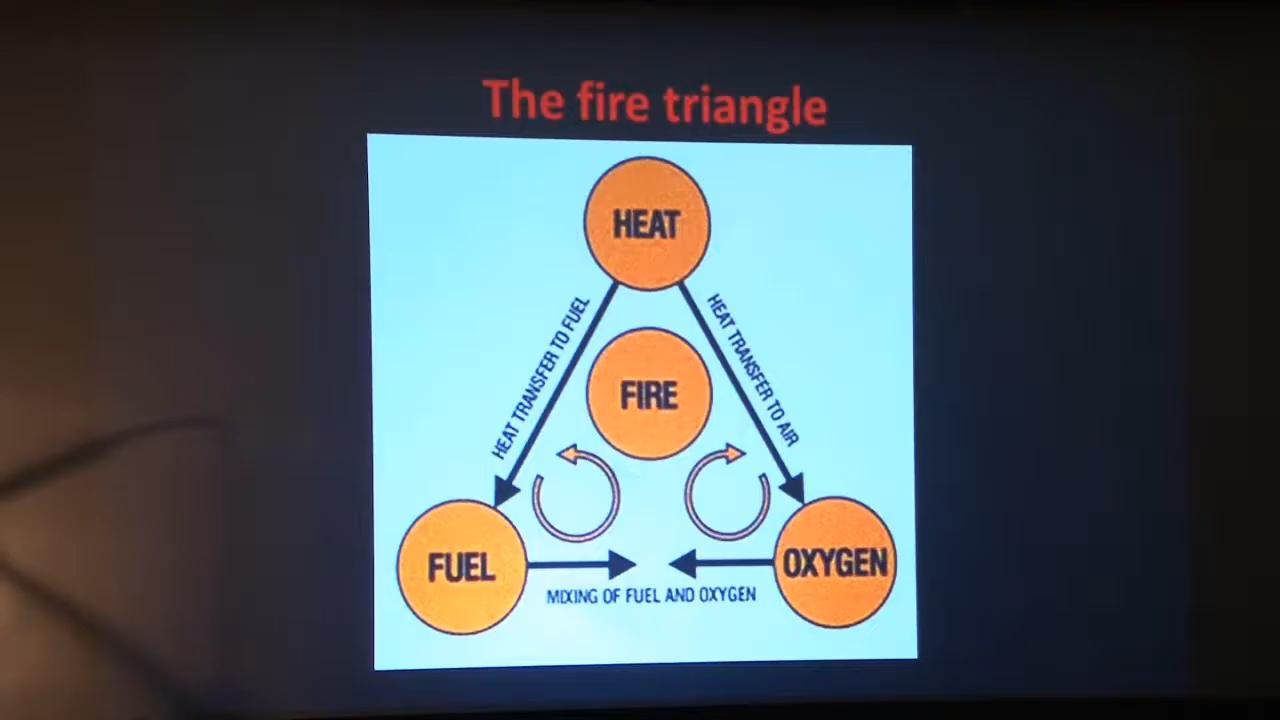 The fire triangle
HEAT
HEAT TRANSFER TO FUEL
HEAT TRANSFER TO AIR
FIRE
FUEL
OXYGEN
MIXING OF FUEL AND OXYGEN